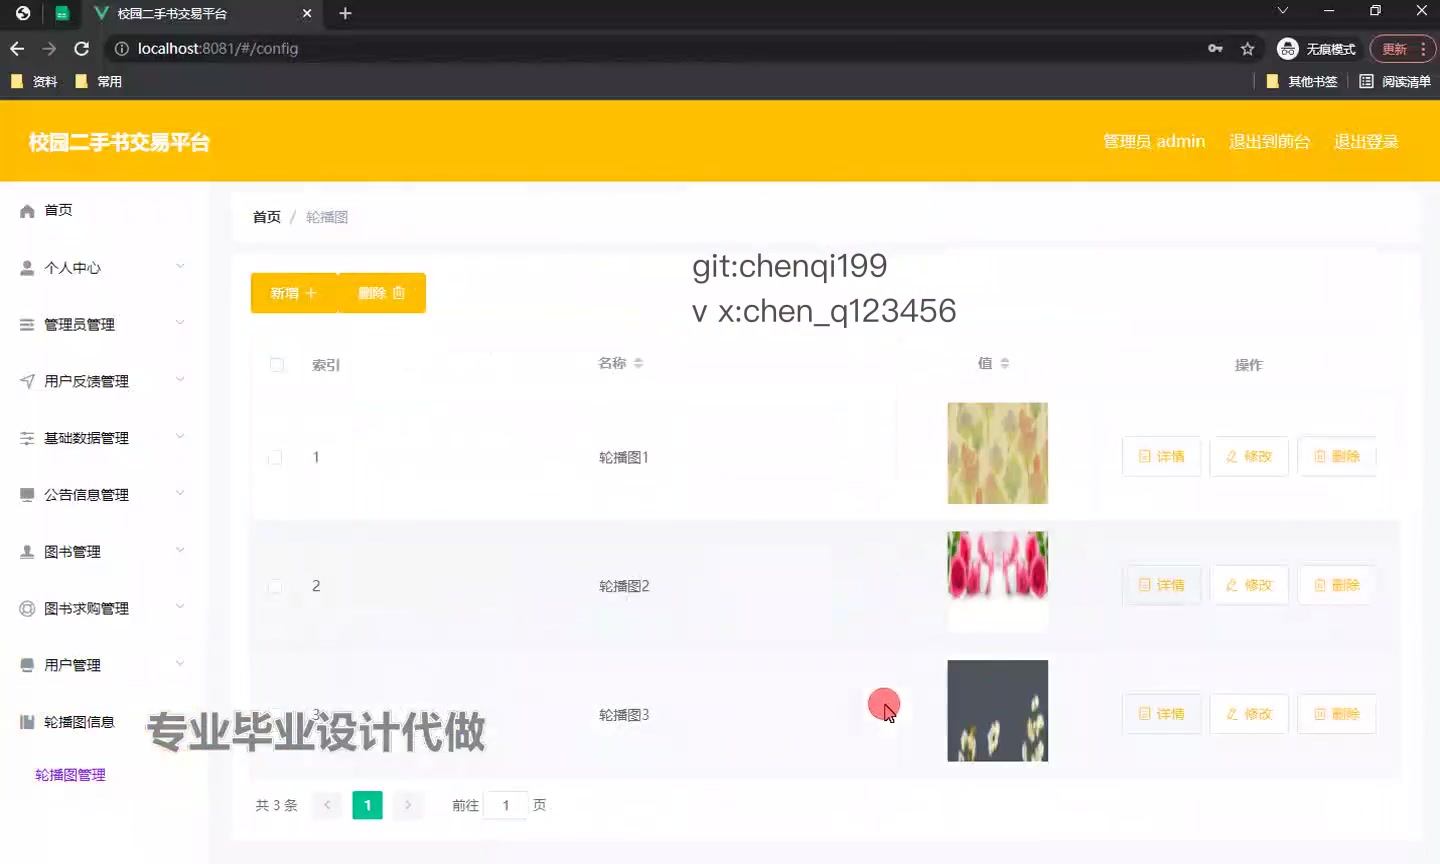 校园二手书交易平台
localhost:8081/#/config
无痕模式
更新
资料
常用
其他书签
阅读清单
校园二手书交易平台
管理员 admin
退出到前台
退出登录
首页
个人中心
管理员管理
用户反馈管理
基础数据管理
公告信息管理
图书管理
图书求购管理
用户管理
轮播图信息
轮播图管理
首页 / 轮播图
git:chenqi199
v x:chen_q123456
新增
删除
索引 名称 值 操作
1 轮播图1 详情 修改 删除
2 轮播图2 详情 修改 删除
3 轮播图3 详情 修改 删除
专业毕业设计代做
共 3 条 1 前往 1 页